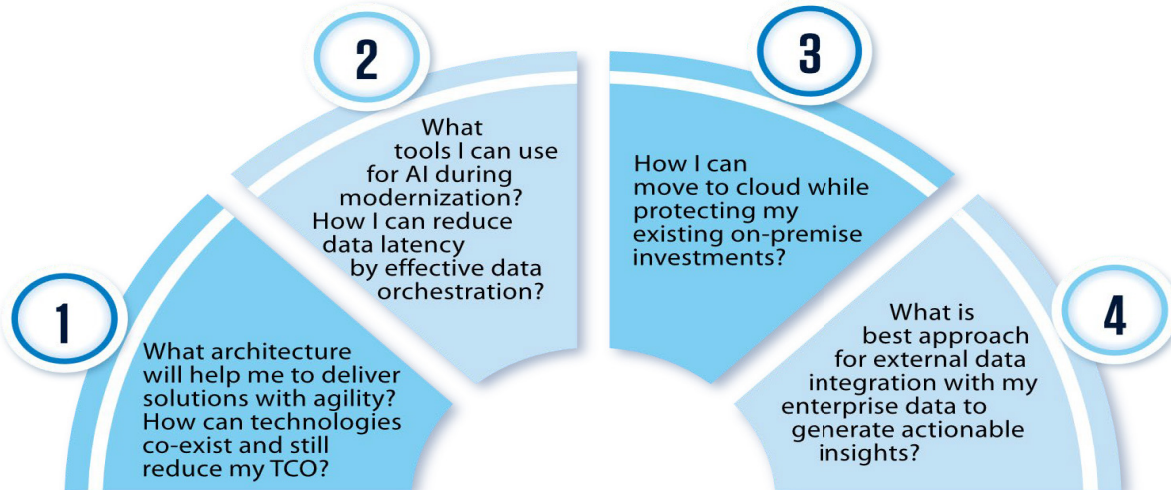 1
What architecture
will help me to deliver
solutions with agility?
How can technologies
co-exist and still
reduce my TCO?
2
What
tools I can use
for AI during
modernization?
How I can reduce
data latency
by effective data
orchestration?
3
How I can
move to cloud while
protecting my
existing on-premise
investments?
4
What is
best approach
for external data
integration with my
enterprise data to
generate actionable
insights?